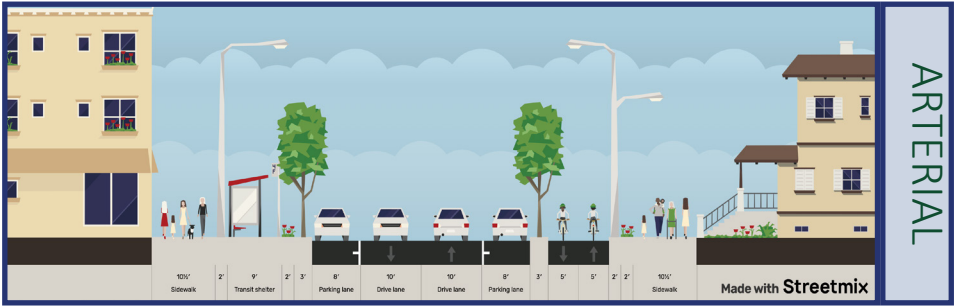 10½' 2' 9' 2' 3' 8' 10' 10' 8' 3' 5' 5' 2' 2' 10½'
Sidewalk Transit shelter Parking lane Drive lane Drive lane Parking lane Sidewalk
Made with Streetmix
ARTERIAL